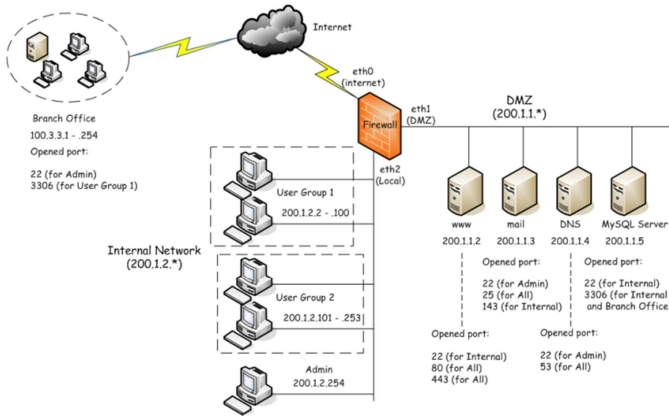 Internet
eth0
(internet)
eth1
(DMZ)
DMZ
(200.1.1.*)
Firewall
eth2
(Local)
Branch Office
100.3.3.1 - .254
Opened port:
22 (for Admin)
3306 (for User Group 1)
User Group 1
200.1.2.2 - .100
Internal Network
(200.1.2.*)
User Group 2
200.1.2.101 - .253
Admin
200.1.2.254
www
200.1.1.2
mail
200.1.1.3
DNS
200.1.1.4
MySQL Server
200.1.1.5
Opened port:
22 (for Admin)
25 (for All)
143 (for Internal)
Opened port:
22 (for Internal)
3306 (for Internal
and Branch Office)
Opened port:
22 (for Internal)
80 (for All)
443 (for All)
Opened port:
22 (for Admin)
53 (for All)